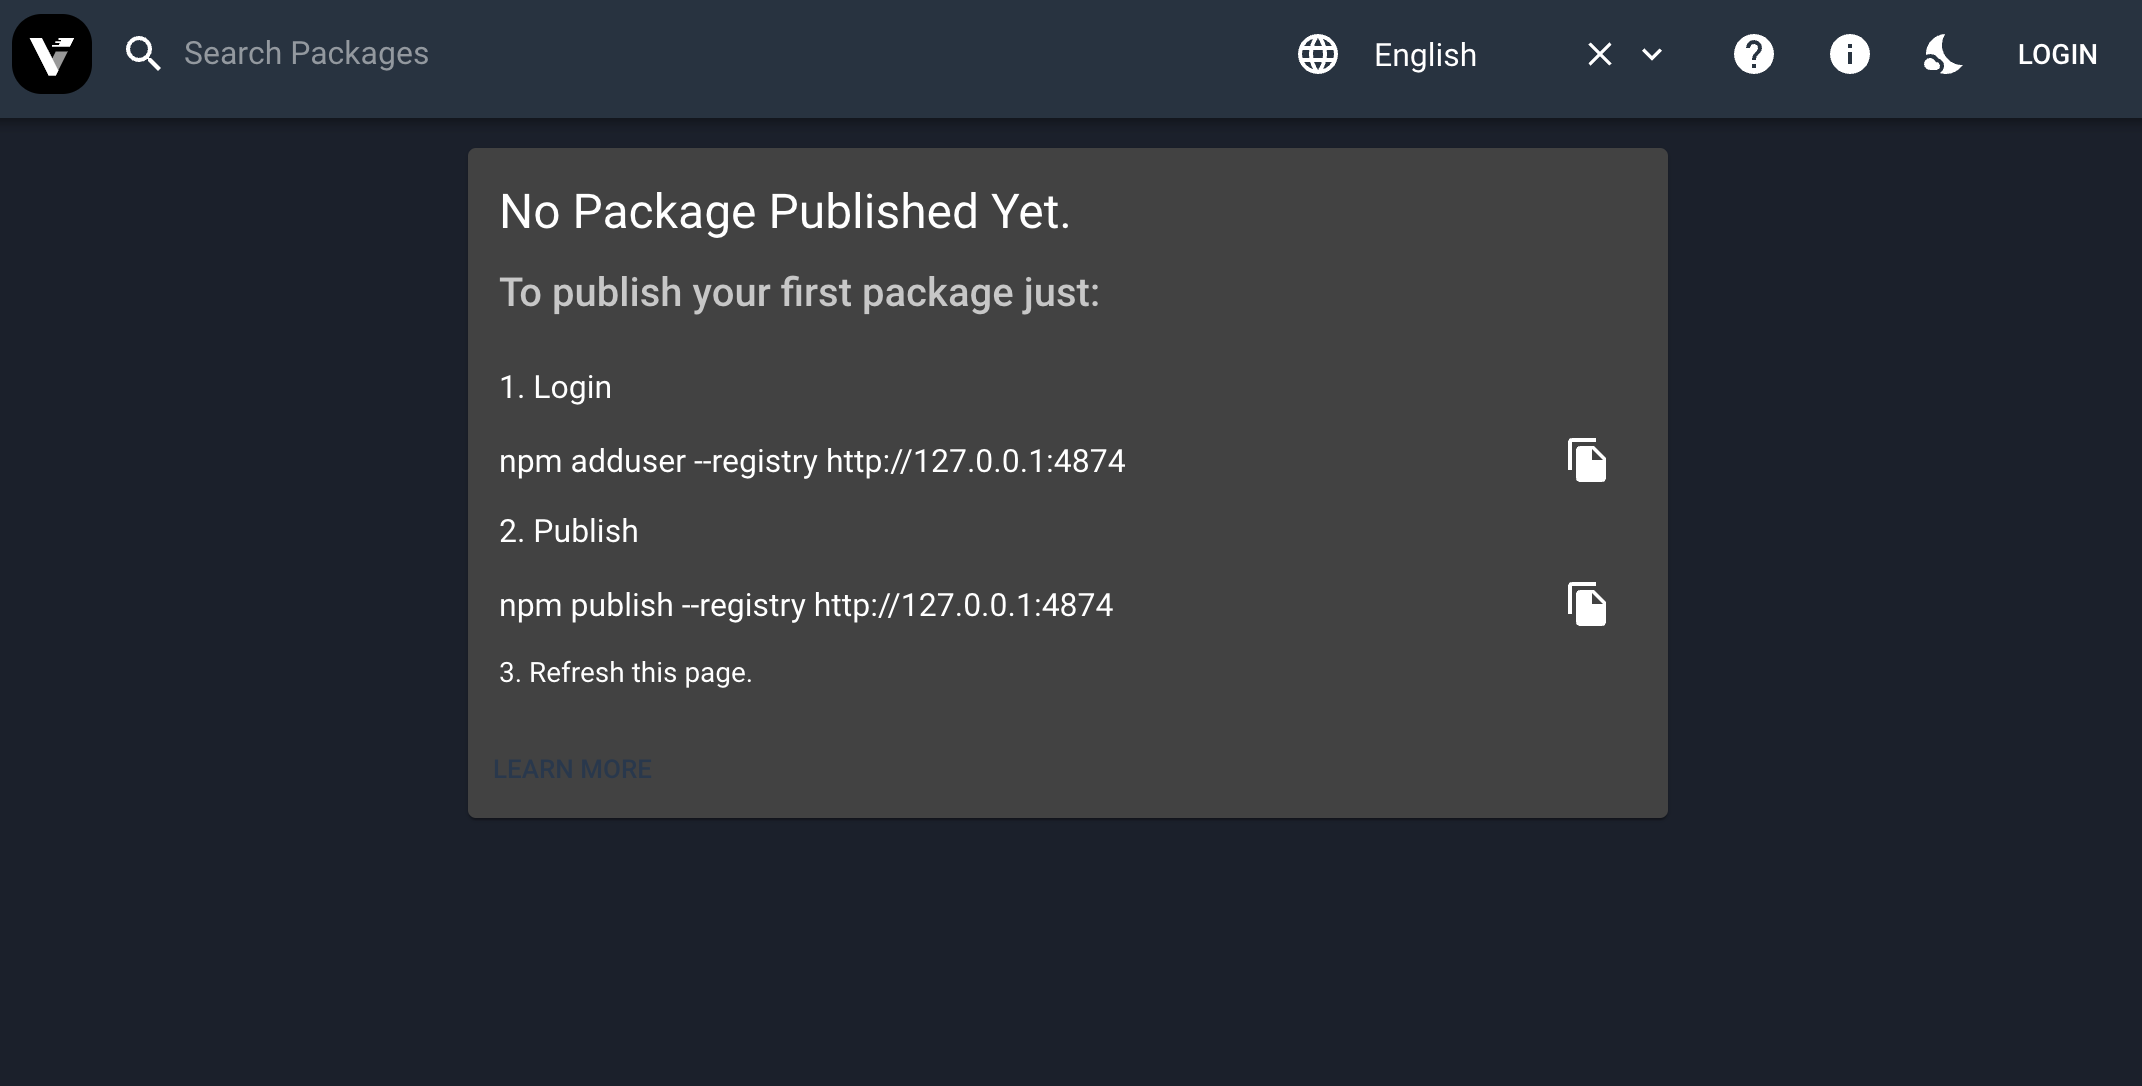 Search Packages
English
LOGIN
No Package Published Yet.
To publish your first package just:
1. Login
npm adduser --registry http://127.0.0.1:4874
2. Publish
npm publish --registry http://127.0.0.1:4874
3. Refresh this page.
LEARN MORE